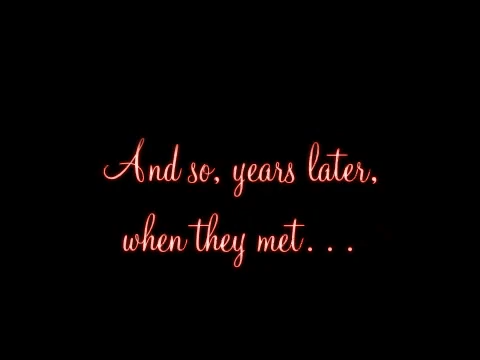 And so, years later,
when they met...